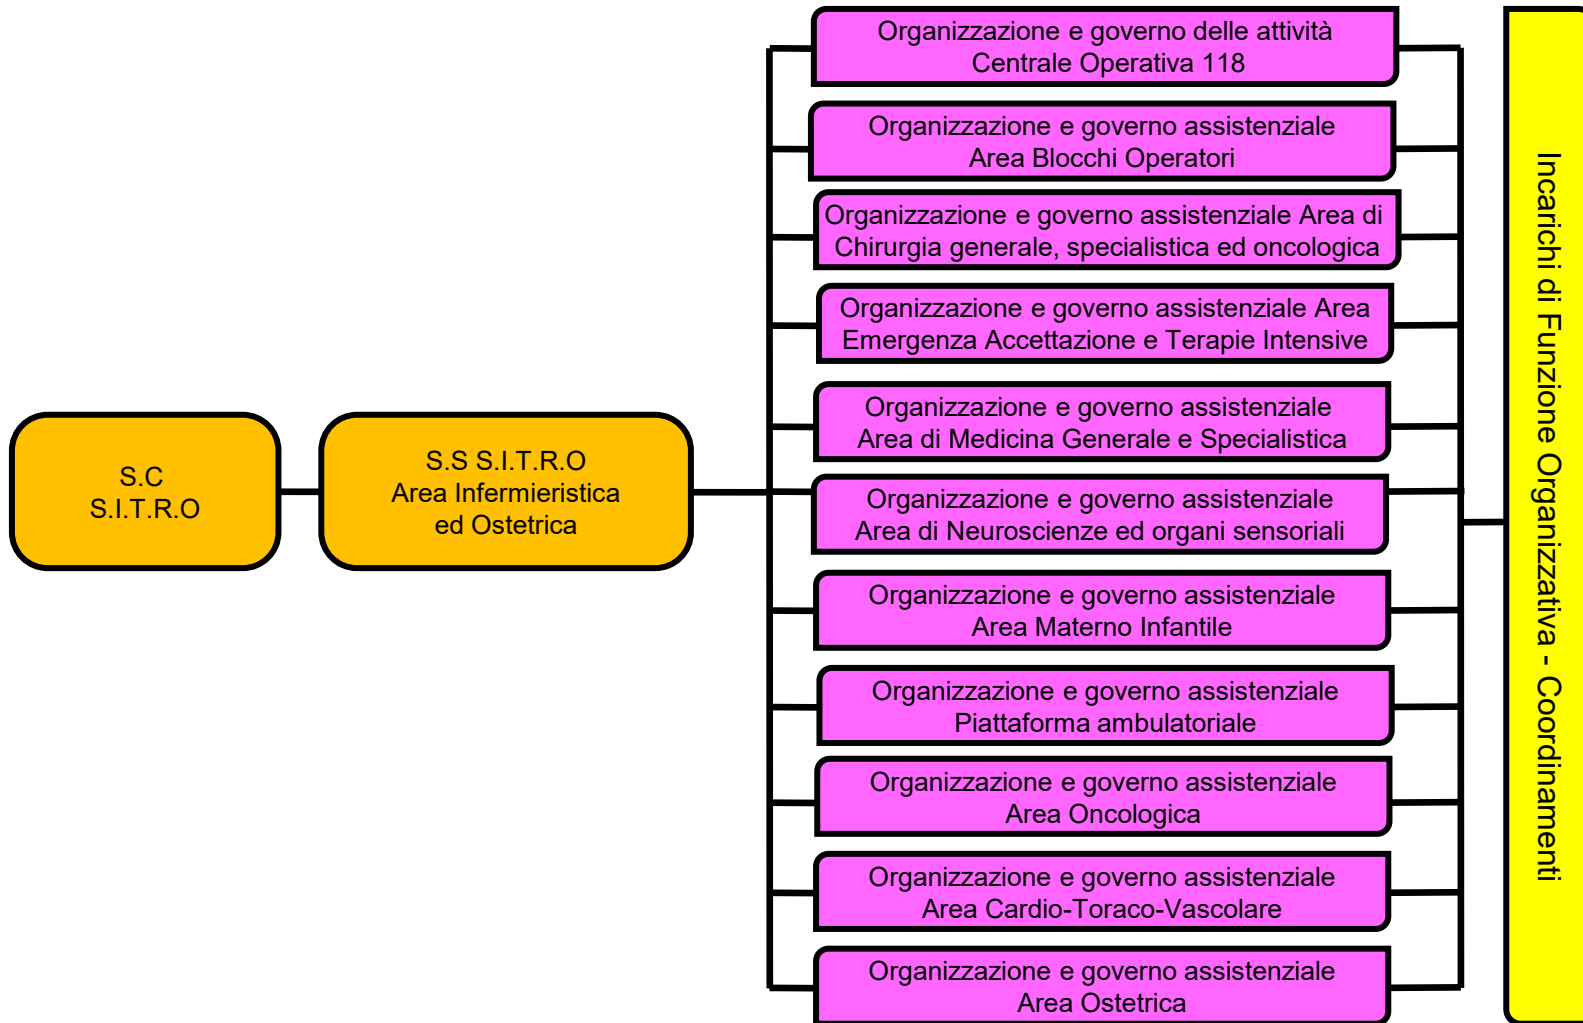 S.C
S.I.T.R.O
S.S S.I.T.R.O
Area Infermieristica
ed Ostetrica
Organizzazione e governo delle attività
Centrale Operativa 118
Organizzazione e governo assistenziale
Area Blocchi Operatori
Organizzazione e governo assistenziale Area di
Chirurgia generale, specialistica ed oncologica
Organizzazione e governo assistenziale Area
Emergenza Accettazione e Terapie Intensive
Organizzazione e governo assistenziale
Area di Medicina Generale e Specialistica
Organizzazione e governo assistenziale
Area di Neuroscienze ed organi sensoriali
Organizzazione e governo assistenziale
Area Materno Infantile
Organizzazione e governo assistenziale
Piattaforma ambulatoriale
Organizzazione e governo assistenziale
Area Oncologica
Organizzazione e governo assistenziale
Area Cardio-Toraco-Vascolare
Organizzazione e governo assistenziale
Area Ostetrica
Incarichi di Funzione Organizzativa - Coordinamenti